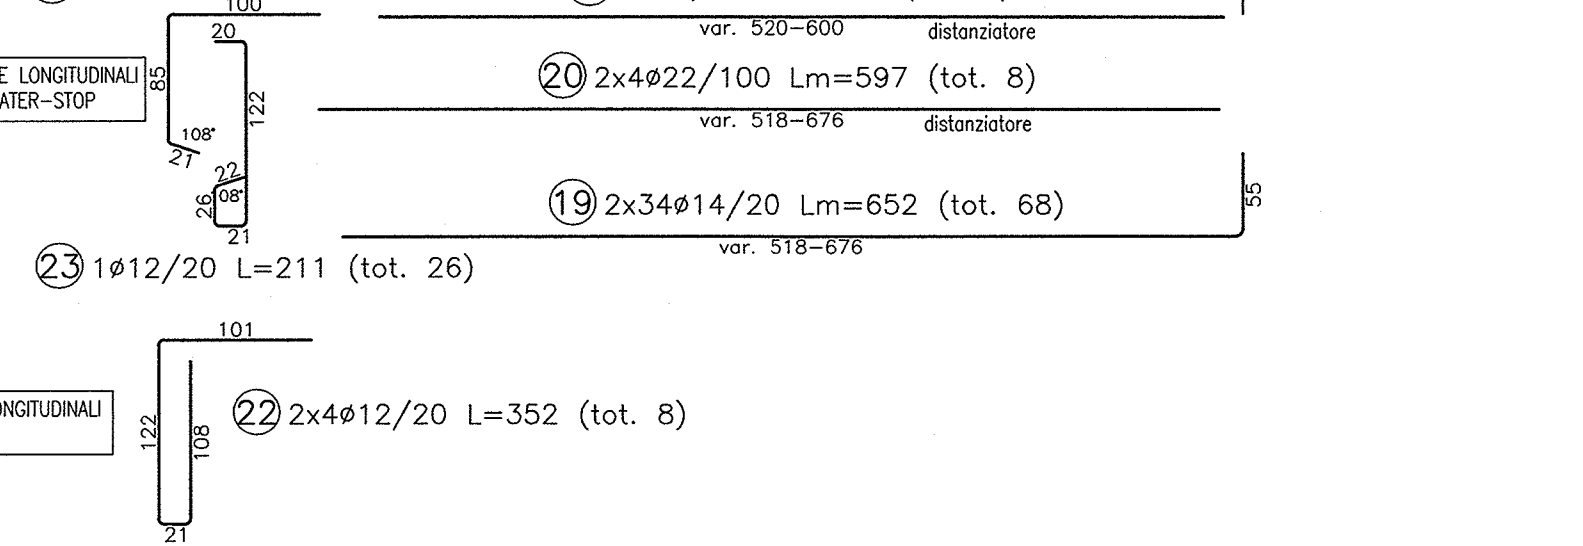 100
var. 520-600 distanziatore
20
E LONGITUDINALI
ATER-STOP
85
122
20 2x4ø22/100 Lm=597 (tot. 8)
var. 518-676 distanziatore
108°
21
22
08°
26
21
19 2x34ø14/20 Lm=652 (tot. 68)
55
var. 518-676
23 1ø12/20 L=211 (tot. 26)
101
ONGITUDINALI
122
108
21
22 2x4ø12/20 L=352 (tot. 8)